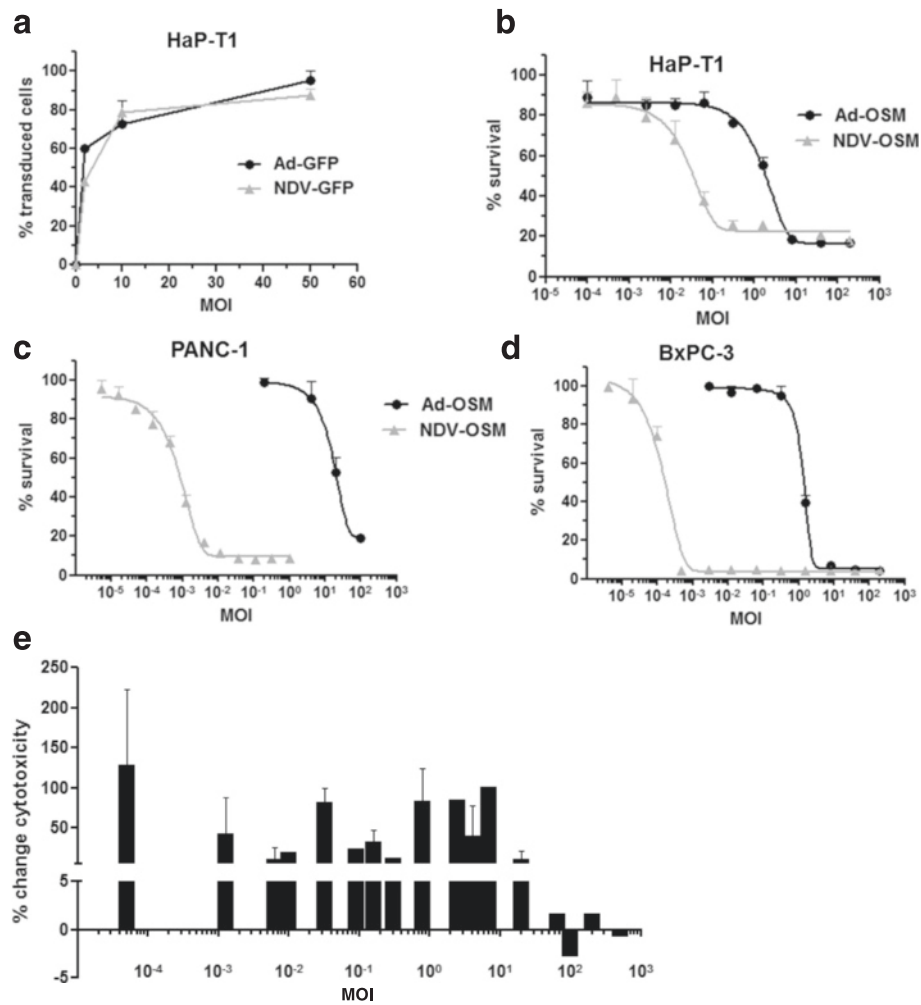 a
HaP-T1
% transduced cells
100
80
60
40
20
0
Ad-GFP
NDV-GFP
0 10 20 30 40 50 60
MOI
b
HaP-T1
% survival
100
80
60
40
20
0
Ad-OSM
NDV-OSM
10-5 10-4 10-3 10-2 10-1 100 101 102 103
MOI
c
PANC-1
% survival
100
80
60
40
20
0
Ad-OSM
NDV-OSM
10-5 10-4 10-3 10-2 10-1 100 101 102 103
MOI
d
BxPC-3
% survival
100
80
60
40
20
0
10-5 10-4 10-3 10-2 10-1 100 101 102 103
MOI
e
% change cytotoxicity
250
200
150
100
50
5
0
-5
10-4 10-3 10-2 10-1 100 101 102 103
MOI